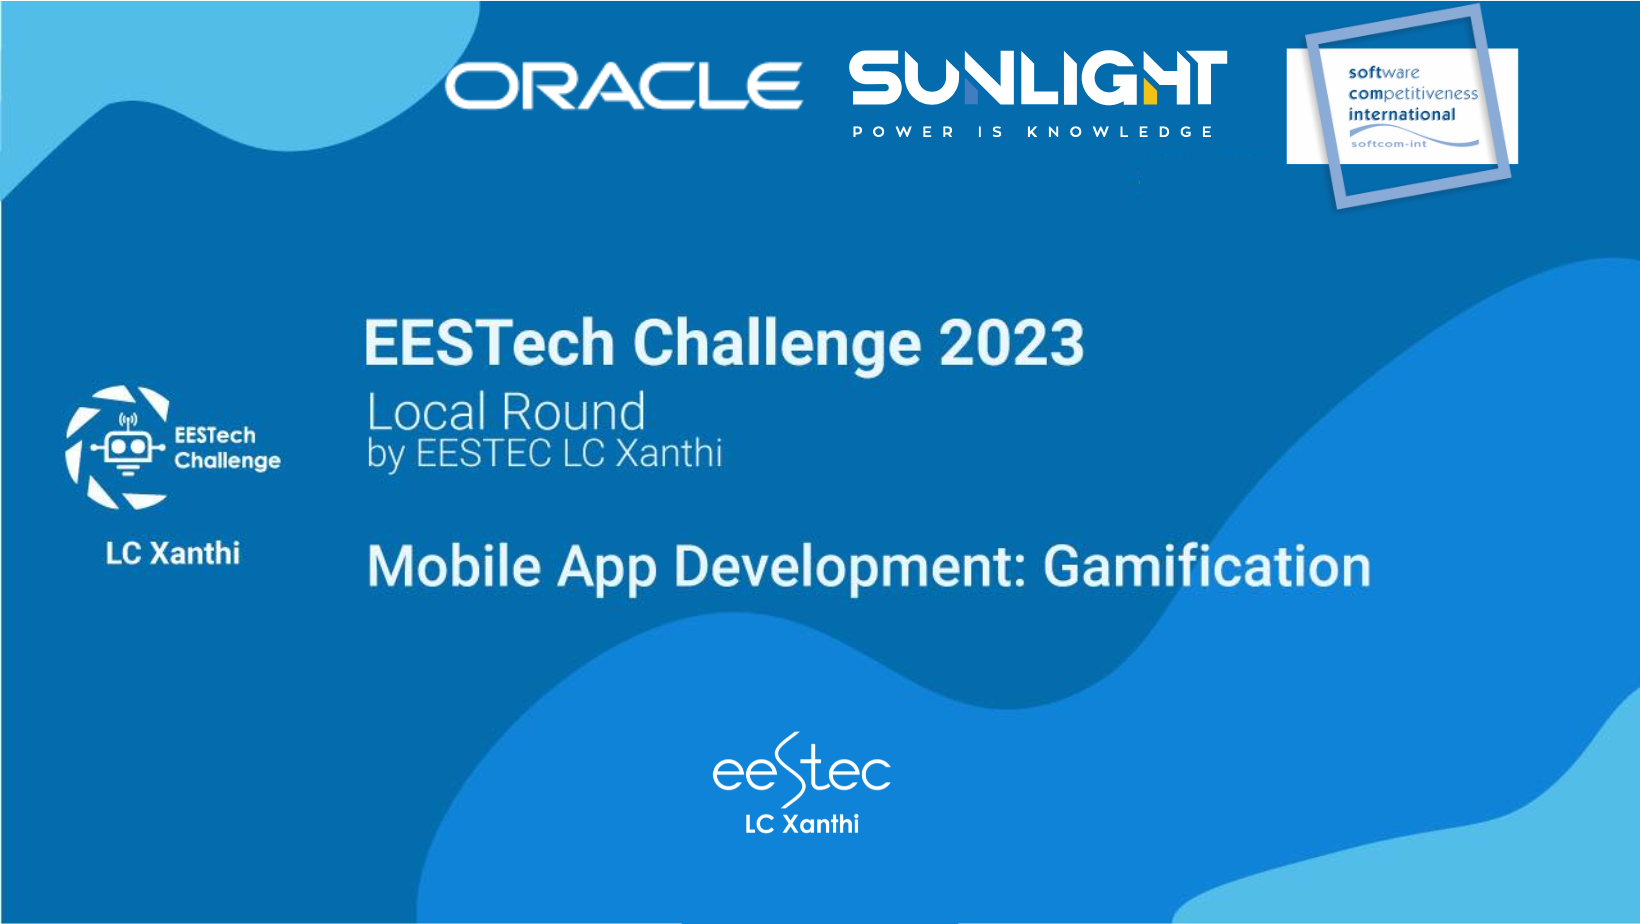 ORACLE
SUNLIGHT
POWER IS KNOWLEDGE
software
competitiveness
international
softcom-int
EESTech Challenge 2023
Local Round
by EESTEC LC Xanthi
EESTech
Challenge
LC Xanthi
Mobile App Development: Gamification
eestec
LC Xanthi